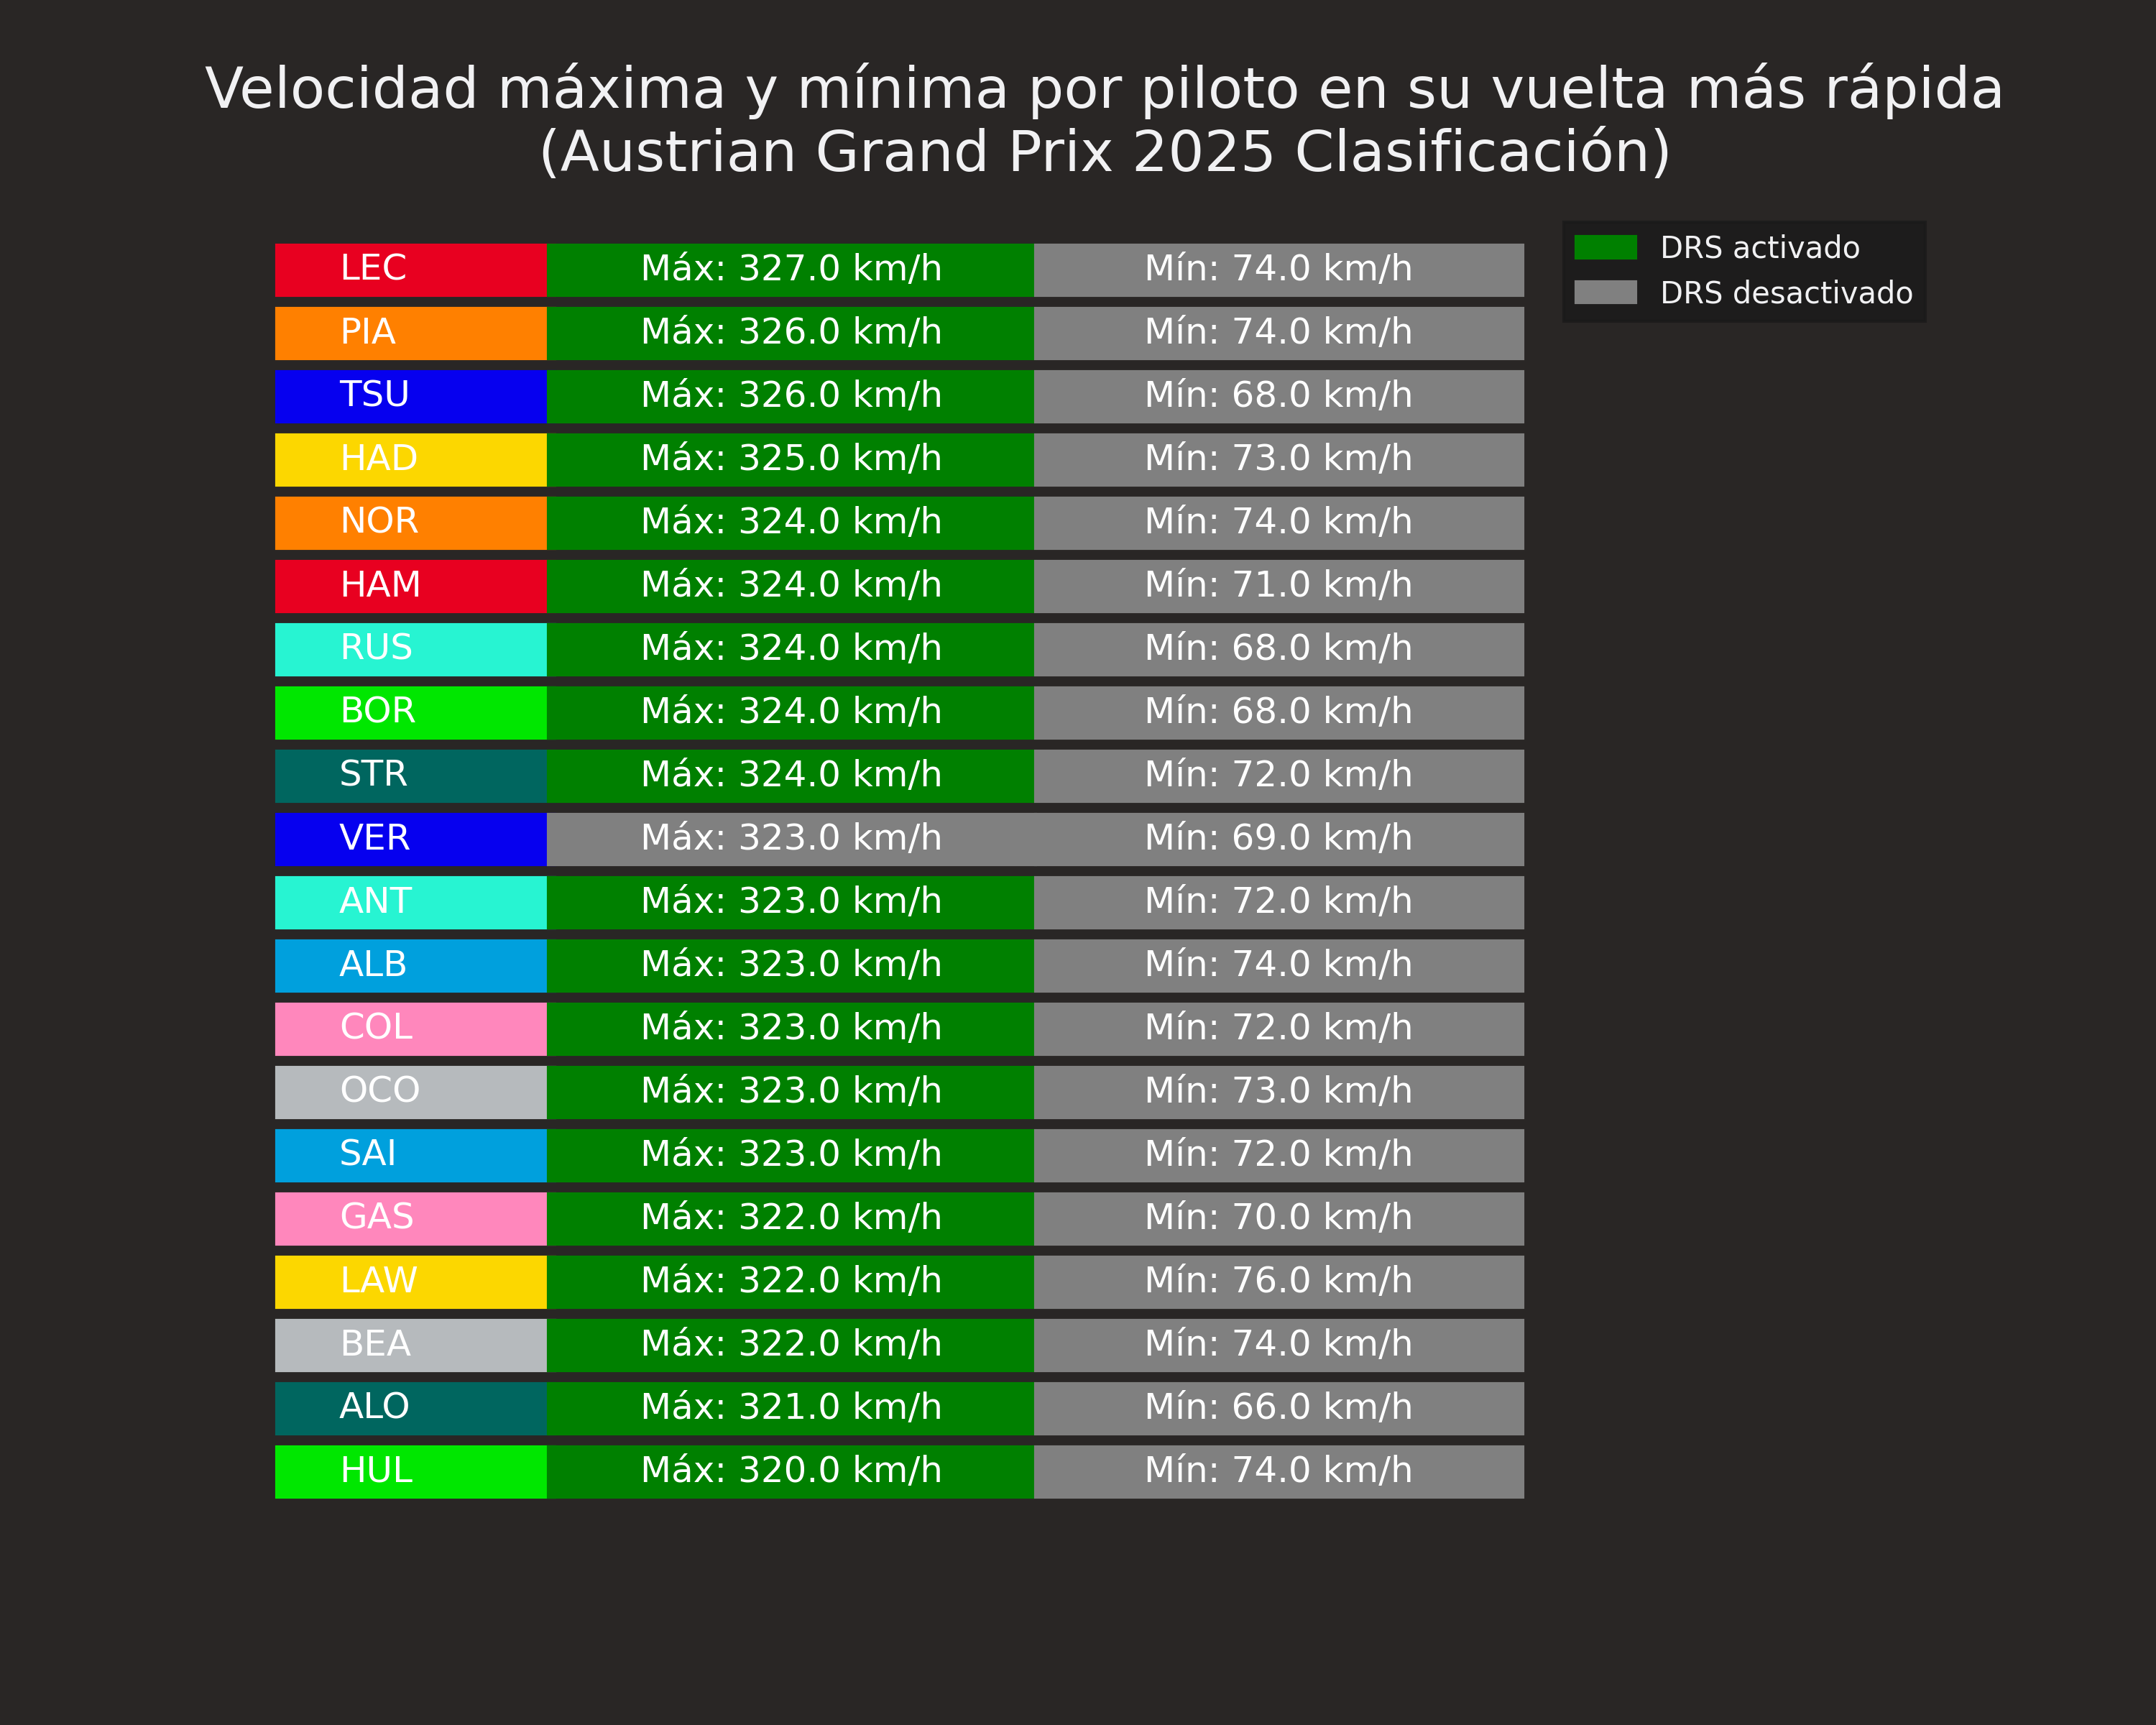 Velocidad máxima y mínima por piloto en su vuelta más rápida
(Austrian Grand Prix 2025 Clasificación)
DRS activado
DRS desactivado
LEC Máx: 327.0 km/h Mín: 74.0 km/h
PIA Máx: 326.0 km/h Mín: 74.0 km/h
TSU Máx: 326.0 km/h Mín: 68.0 km/h
HAD Máx: 325.0 km/h Mín: 73.0 km/h
NOR Máx: 324.0 km/h Mín: 74.0 km/h
HAM Máx: 324.0 km/h Mín: 71.0 km/h
RUS Máx: 324.0 km/h Mín: 68.0 km/h
BOR Máx: 324.0 km/h Mín: 68.0 km/h
STR Máx: 324.0 km/h Mín: 72.0 km/h
VER Máx: 323.0 km/h Mín: 69.0 km/h
ANT Máx: 323.0 km/h Mín: 72.0 km/h
ALB Máx: 323.0 km/h Mín: 74.0 km/h
COL Máx: 323.0 km/h Mín: 72.0 km/h
OCO Máx: 323.0 km/h Mín: 73.0 km/h
SAI Máx: 323.0 km/h Mín: 72.0 km/h
GAS Máx: 322.0 km/h Mín: 70.0 km/h
LAW Máx: 322.0 km/h Mín: 76.0 km/h
BEA Máx: 322.0 km/h Mín: 74.0 km/h
ALO Máx: 321.0 km/h Mín: 66.0 km/h
HUL Máx: 320.0 km/h Mín: 74.0 km/h